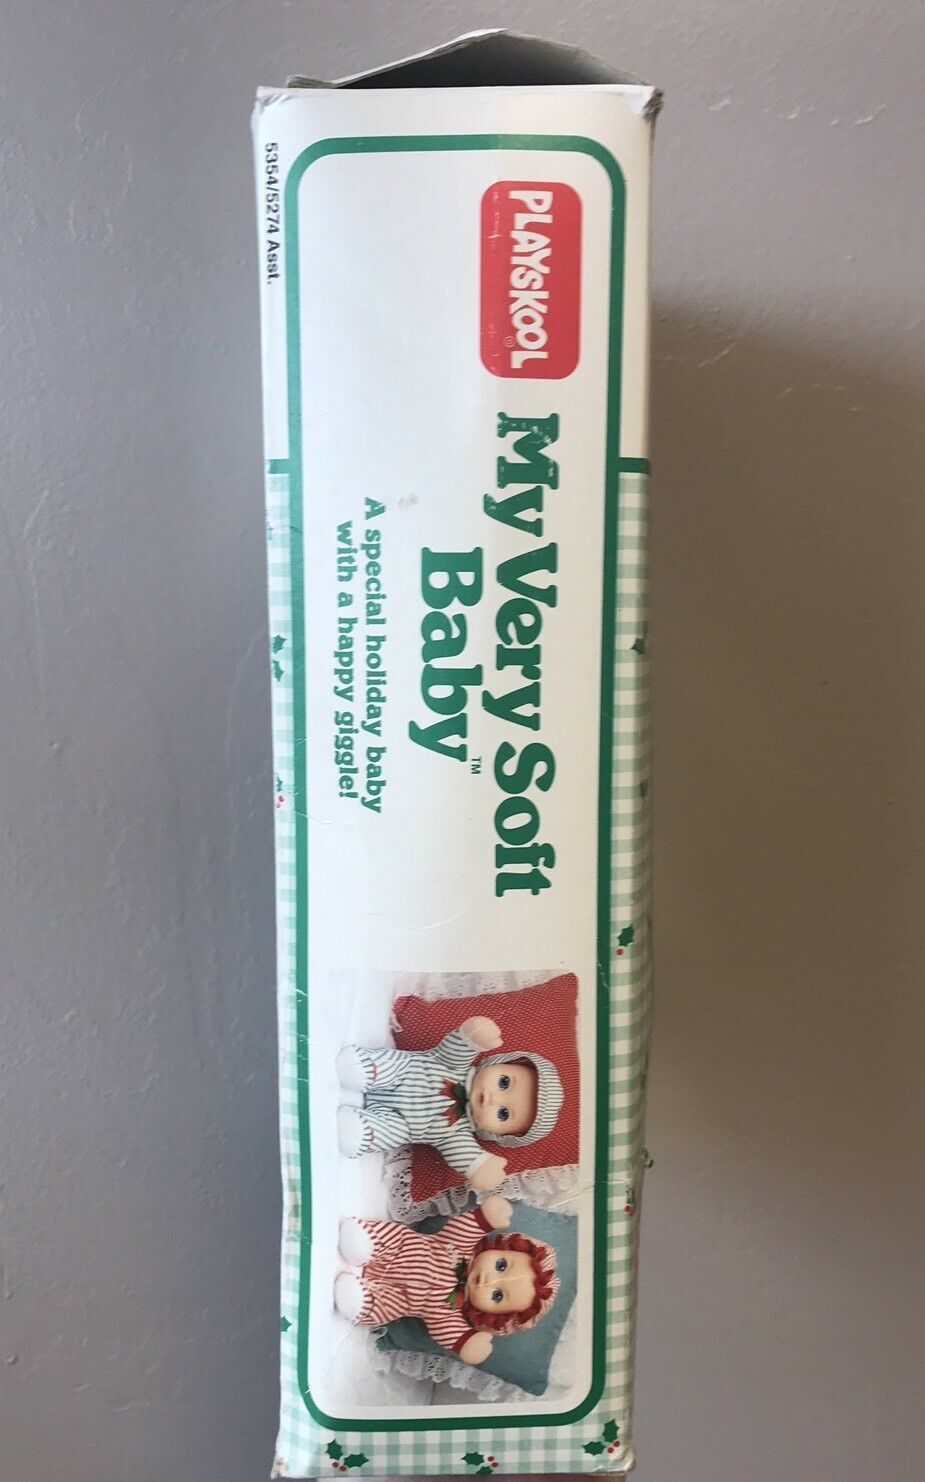 PLAYSKOOL®
My Very Soft
Baby™
A special holiday baby
with a happy giggle!
5354/5274 Asst.